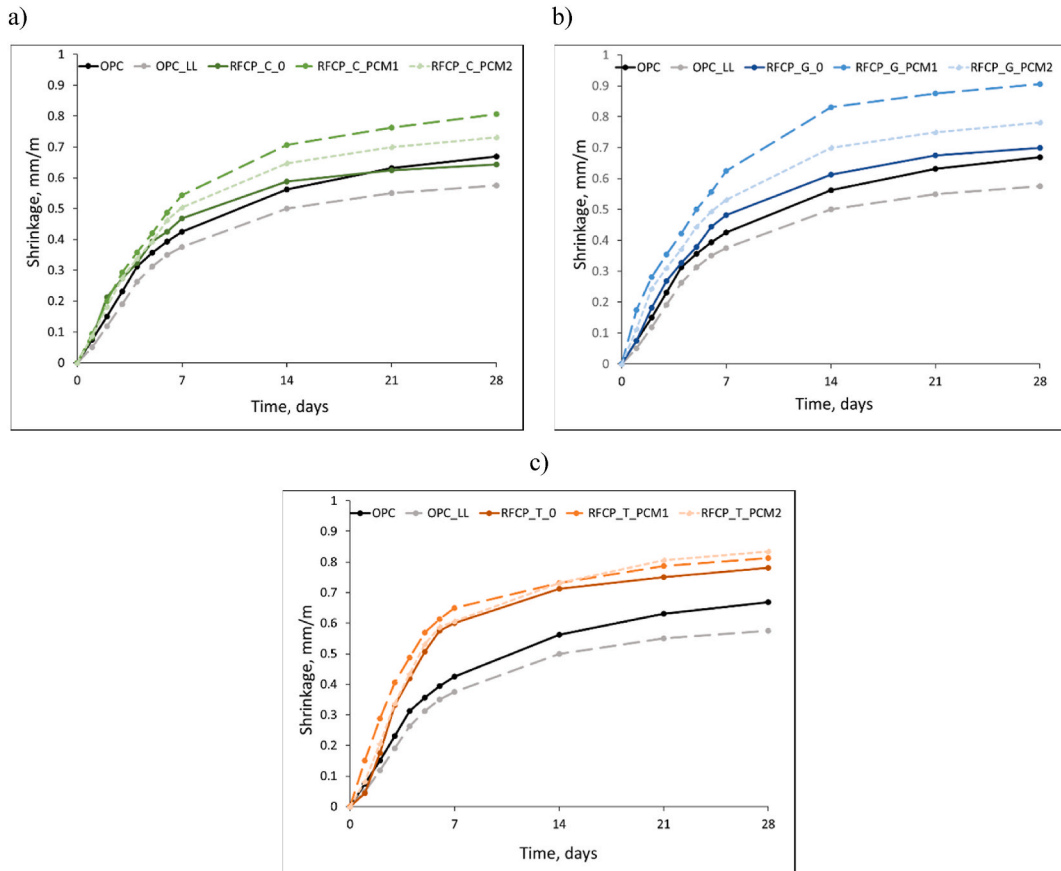 a)
b)
OPC OPC_LL RFCP_C_0 RFCP_C_PCM1 RFCP_C_PCM2
1
0.9
0.8
0.7
0.6
0.5
0.4
0.3
0.2
0.1
0
Shrinkage, mm/m
0 7 14 21 28
Time, days
OPC OPC_LL RFCP_G_0 RFCP_G_PCM1 RFCP_G_PCM2
1
0.9
0.8
0.7
0.6
0.5
0.4
0.3
0.2
0.1
0
Shrinkage, mm/m
0 7 14 21 28
Time, days
c)
OPC OPC_LL RFCP_T_0 RFCP_T_PCM1 RFCP_T_PCM2
1
0.9
0.8
0.7
0.6
0.5
0.4
0.3
0.2
0.1
0
Shrinkage, mm/m
0 7 14 21 28
Time, days